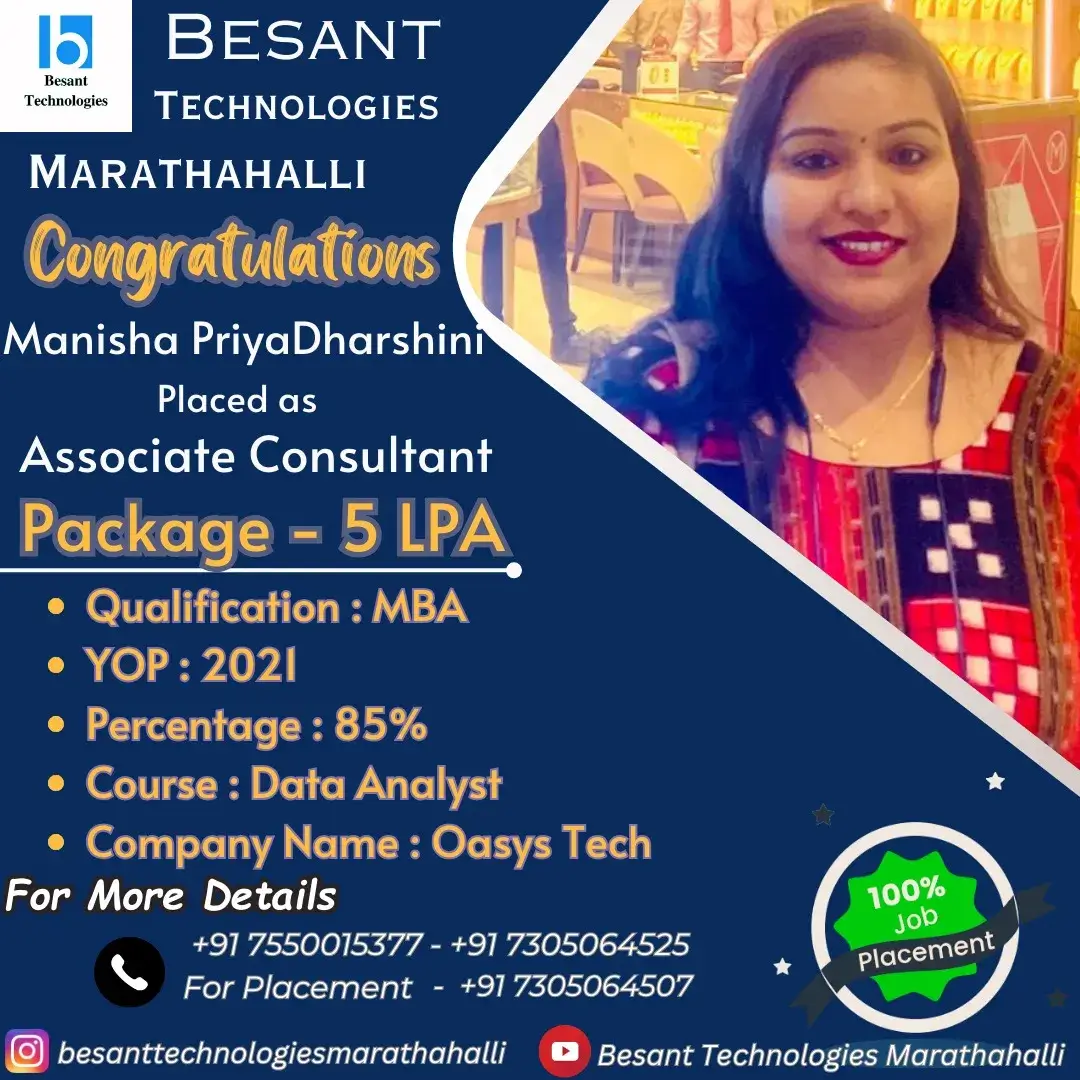 Besant
Technologies
BESANT
TECHNOLOGIES
MARATHAHALLI
Congratulations
Manisha PriyaDharshini
Placed as
Associate Consultant
Package - 5 LPA
• Qualification : MBA
• YOP : 2021
• Percentage : 85%
• Course : Data Analyst
• Company Name : Oasys Tech
For More Details
+91 7550015377 - +91 7305064525
For Placement - +91 7305064507
100%
Job
Placement
besanttechnologiesmarathahalli
Besant Technologies Marathahalli